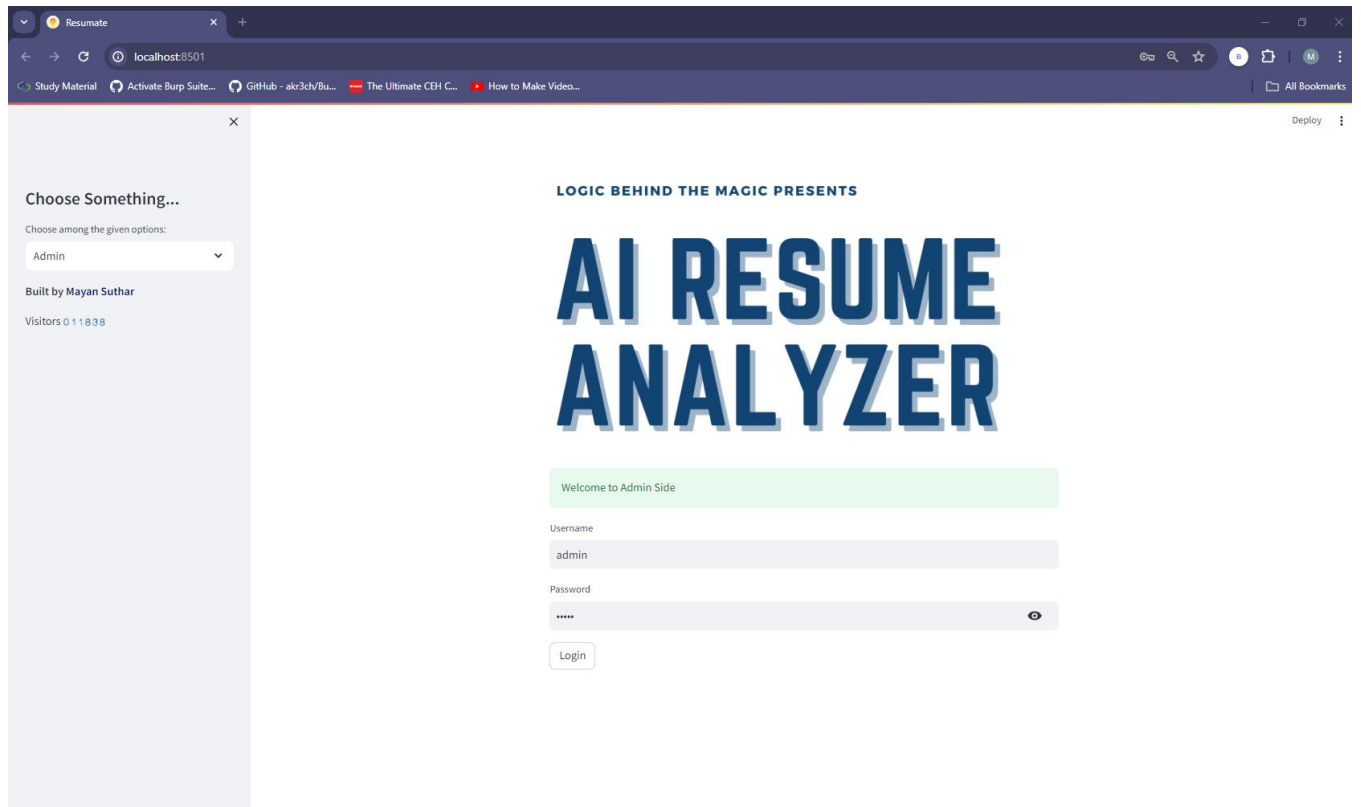 Resumate
localhost:8501
B
M
Study Material
Activate Burp Suite...
GitHub - akr3ch/Bu...
The Ultimate CEH C...
How to Make Video...
All Bookmarks
Deploy
Choose Something...
Choose among the given options:
Admin
Built by Mayan Suthar
Visitors 011838
LOGIC BEHIND THE MAGIC PRESENTS
AI RESUME
ANALYZER
Welcome to Admin Side
Username
admin
Password
•••••
Login